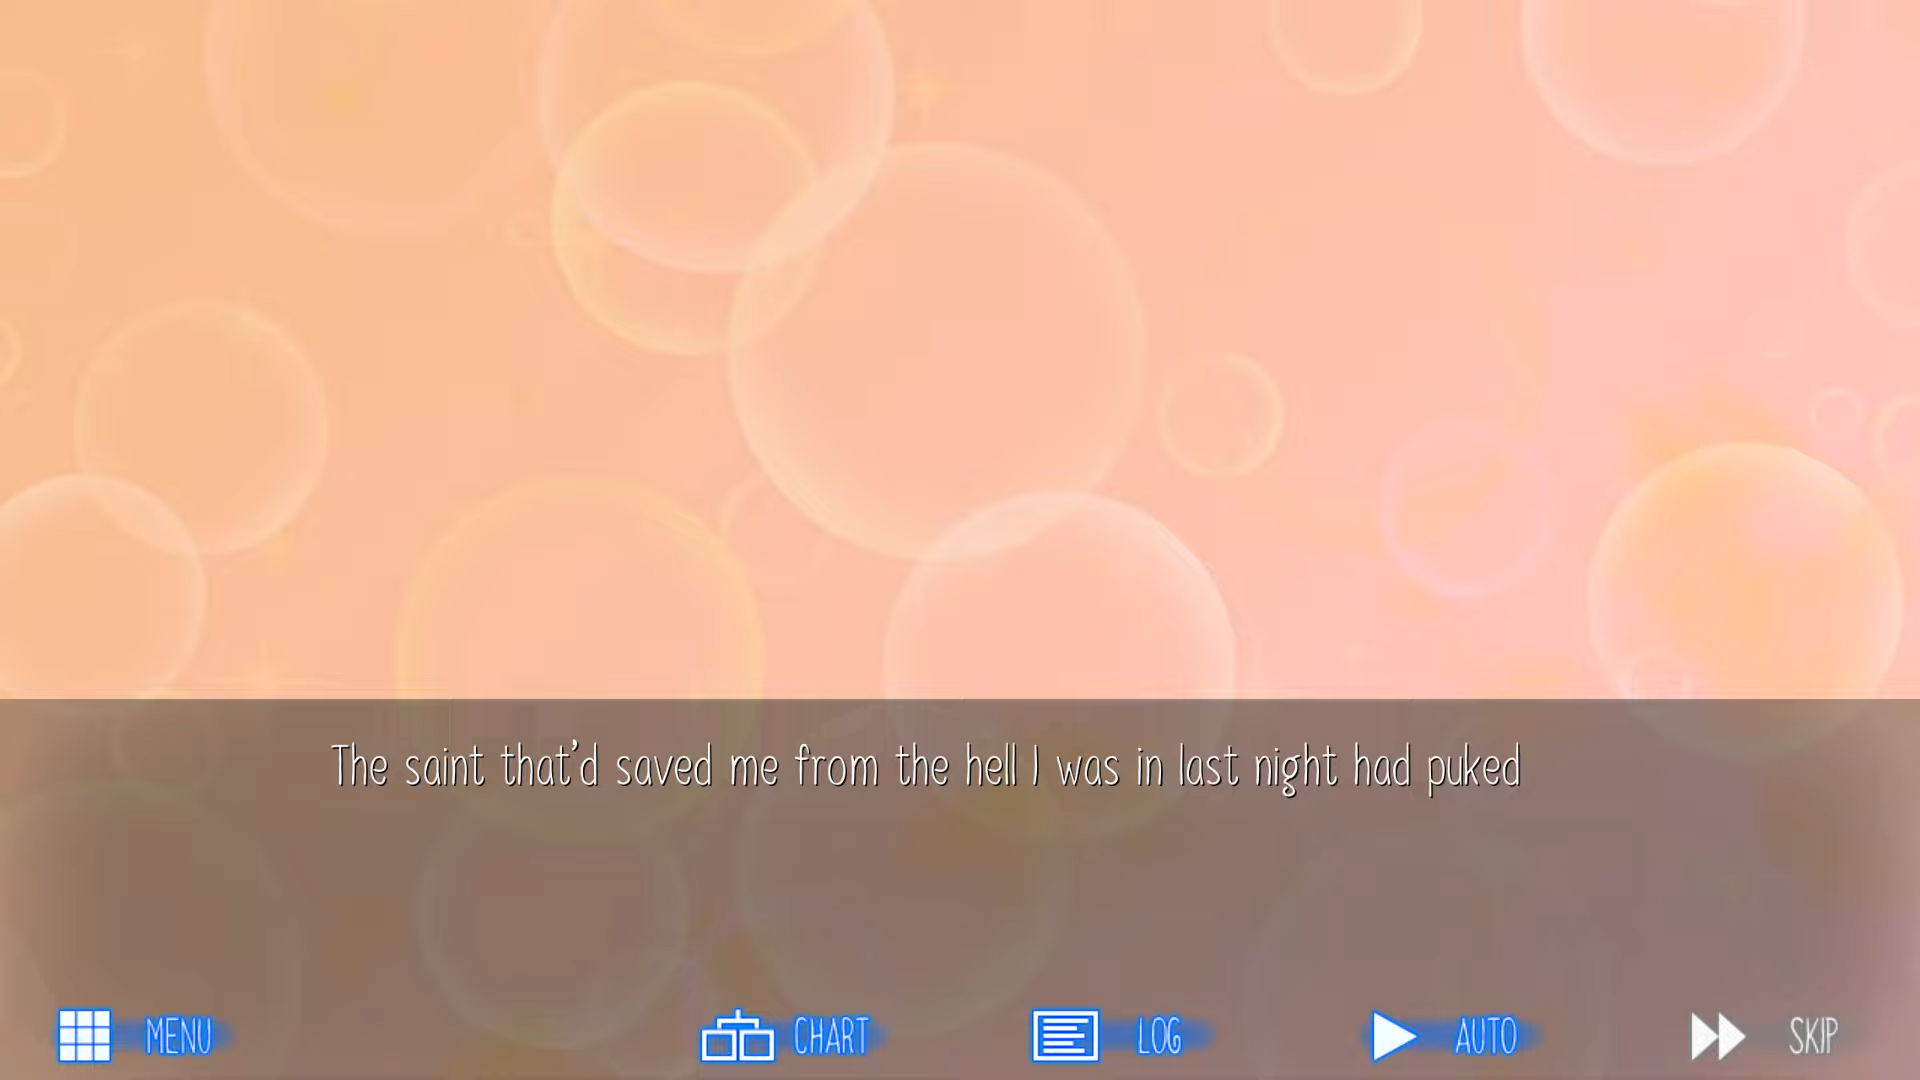 The saint that'd saved me from the hell I was in last night had puked
MENU
CHART
LOG
AUTO
SKIP